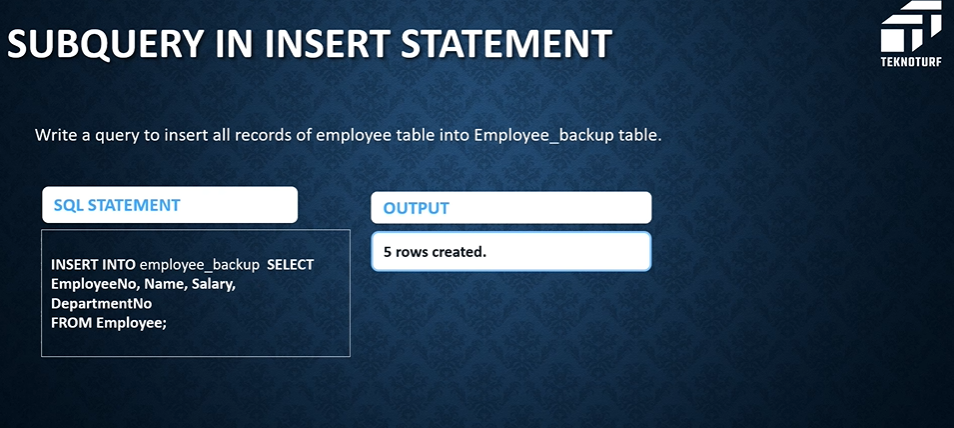 SUBQUERY IN INSERT STATEMENT
TEKNOTURF
Write a query to insert all records of employee table into Employee_backup table.
SQL STATEMENT
INSERT INTO employee_backup SELECT
EmployeeNo, Name, Salary,
DepartmentNo
FROM Employee;
OUTPUT
5 rows created.